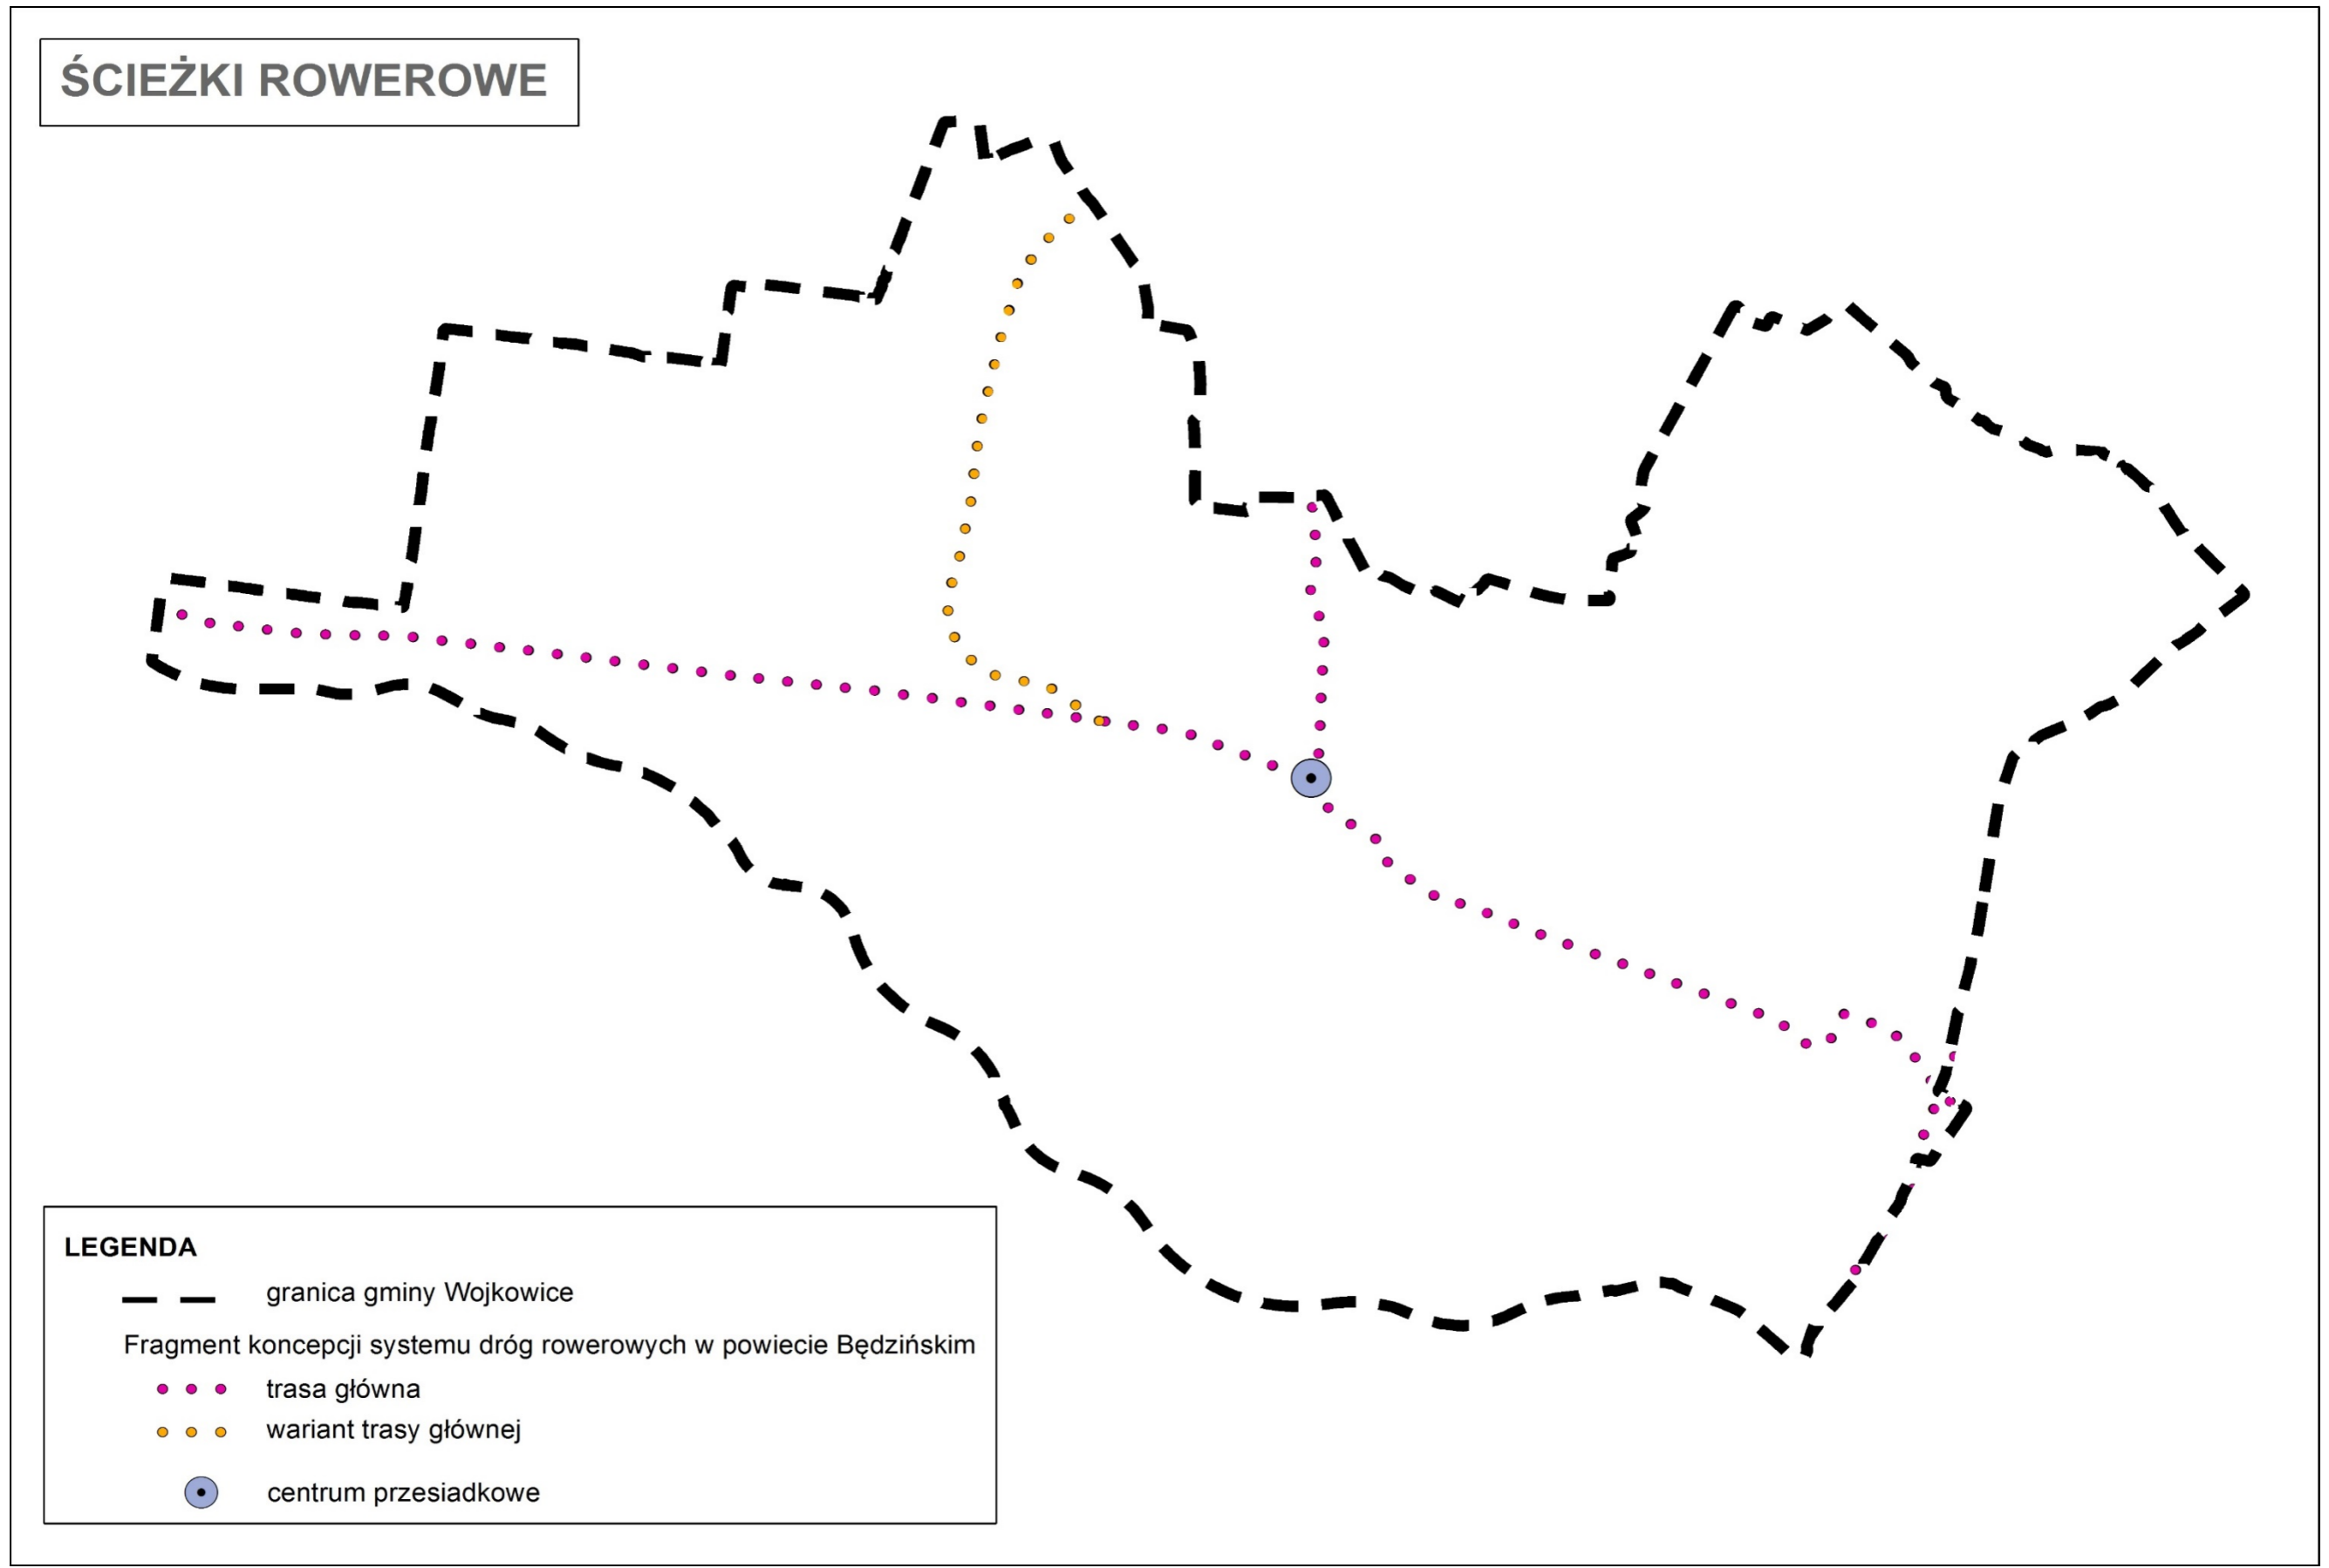 ŚCIEŻKI ROWEROWE
LEGENDA
granica gminy Wojkowice
Fragment koncepcji systemu dróg rowerowych w powiecie Będzińskim
trasa główna
wariant trasy głównej
centrum przesiadkowe